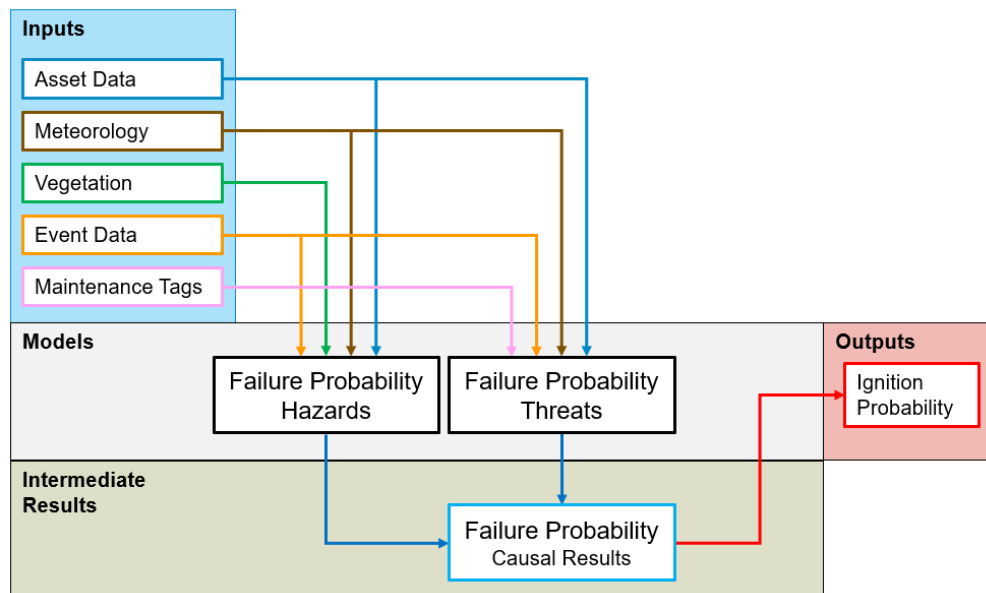 Inputs
Asset Data
Meteorology
Vegetation
Event Data
Maintenance Tags
Models
Failure Probability
Hazards
Failure Probability
Threats
Outputs
Ignition
Probability
Intermediate
Results
Failure Probability
Causal Results